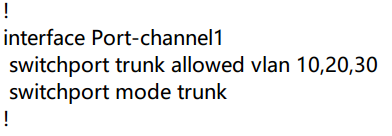 !
interface Port-channel1
 switchport trunk allowed vlan 10,20,30
 switchport mode trunk
!